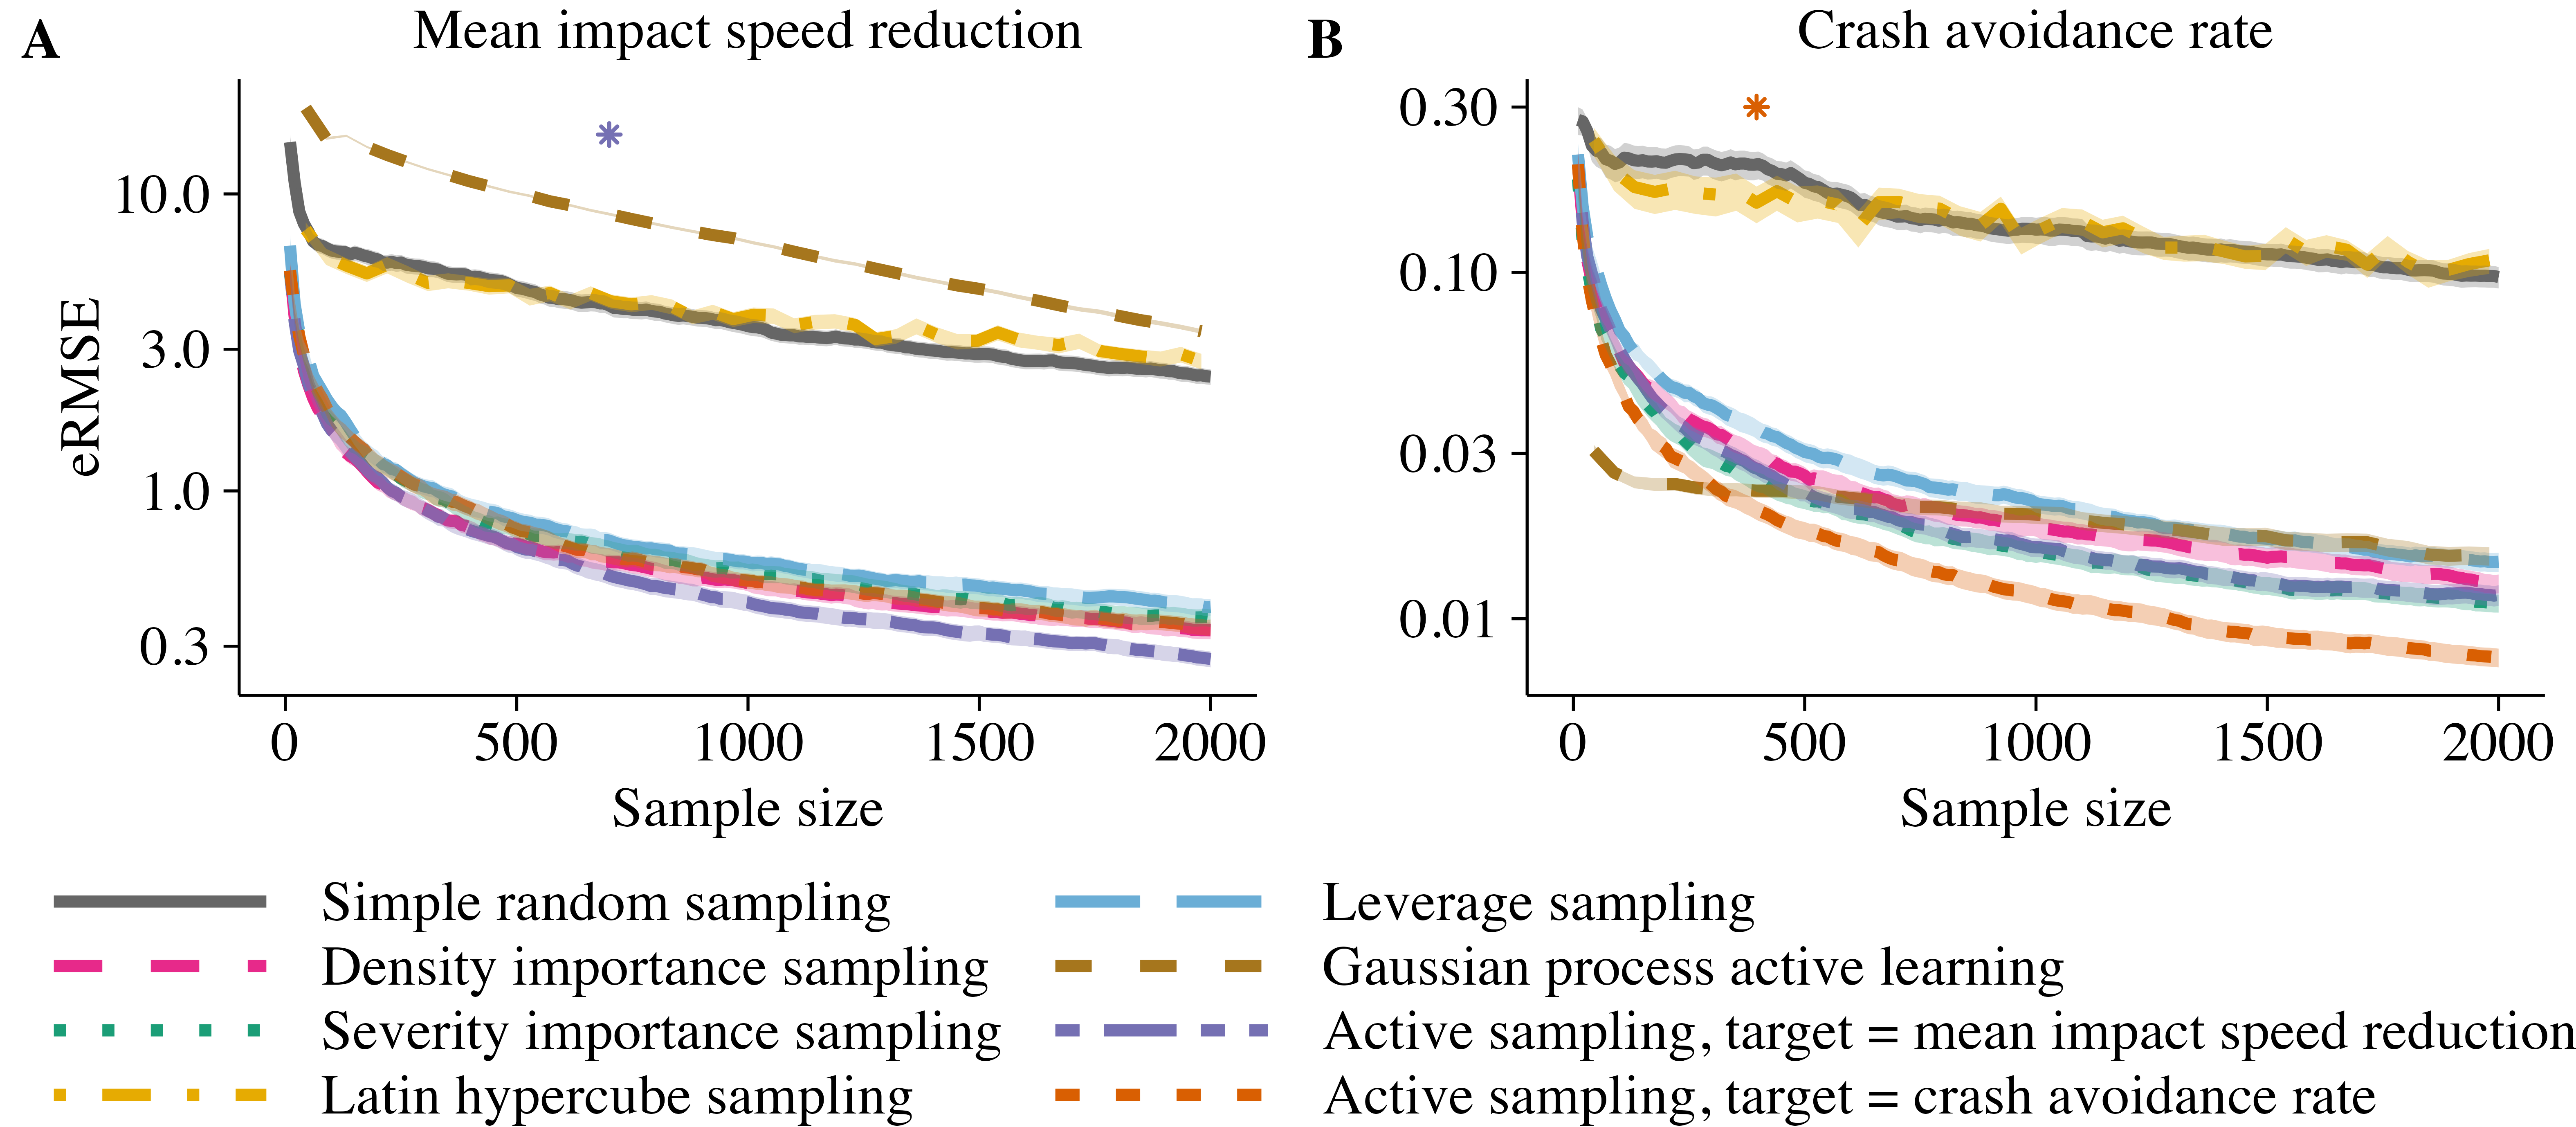 A
Mean impact speed reduction
eRMSE
10.0
3.0
1.0
0.3
0 500 1000 1500 2000
Sample size
B
Crash avoidance rate
0.30
0.10
0.03
0.01
0 500 1000 1500 2000
Sample size
Simple random sampling
Density importance sampling
Severity importance sampling
Latin hypercube sampling
Leverage sampling
Gaussian process active learning
Active sampling, target = mean impact speed reduction
Active sampling, target = crash avoidance rate